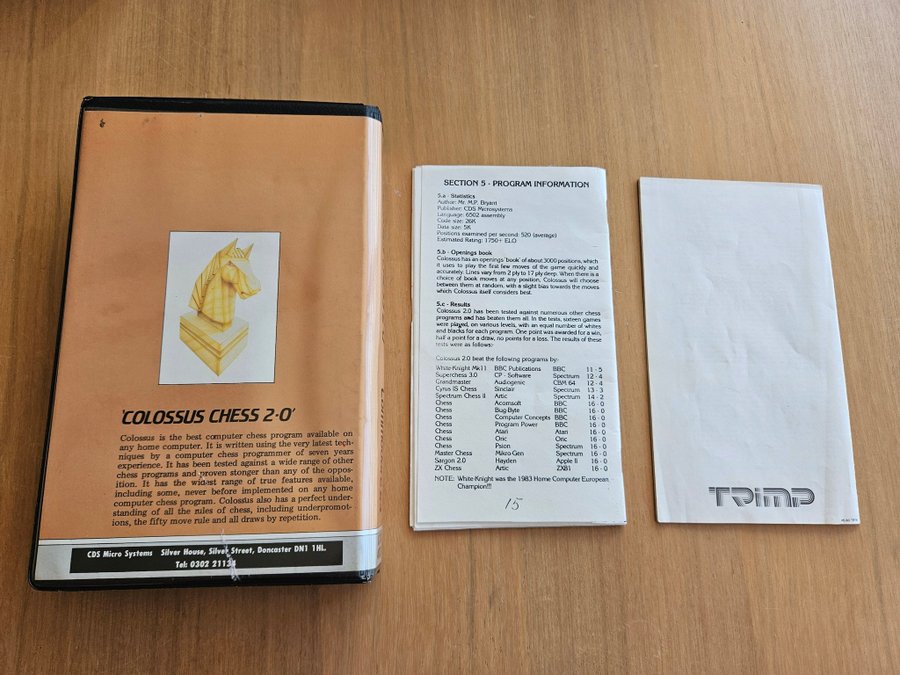 'COLOSSUS CHESS 2·0'
Colossus is the best computer chess program available on
any home computer. It is written using the very latest tech-
niques by a computer chess programmer of seven years
experience. It has been tested against a wide range of other
chess programs and proven stonger than any of the oppos-
ition. It has the widest range of true features available,
including some, never before implemented on any home
computer chess program. Colossus also has a perfect under-
standing of all the rules of chess, including underpromot-
ions, the fifty move rule and all draws by repetition.
CDS Micro Systems Silver House, Silver Street, Doncaster DN1 1HL.
Tel: 0302 21134
SECTION 5 - PROGRAM INFORMATION
5.a - Statistics
Author: Mr. M.P. Bryant
Publisher: CDS Microsystems
Language: 6502 assembly
Code size: 26K
Data size: 5K
Positions examined per second: 520 (average)
Estimated Rating: 1750+ ELO
5.b - Openings book
Colossus has an openings 'book' of about 3000 positions, which
it uses to play the first few moves of the game quickly and
accurately. Lines vary from 2 ply to 17 ply deep. When there is a
choice of book moves at any position, Colossus will choose
between them at random, with a slight bias towards the moves
which Colossus itself considers best.
5.c - Results
Colossus 2.0 has been tested against numerous other chess
programs and has beaten them all. In the tests, sixteen games
were played, on various levels, with an equal number of whites
and blacks for each program. One point was awarded for a win,
half a point for a draw, no points for a loss. The results of these
tests were as follows:
Colossus 2.0 beat the following programs by:
White Knight Mk11 BBC Publications BBC 11 - 5
Superchess 3.0 CP - Software Spectrum 12 - 4
Grandmaster Audiogenic CBM 64 12 - 4
Cyrus IS Chess Sinclair Spectrum 13 - 3
Spectrum Chess II Artic Spectrum 14 - 2
Chess Acornsoft BBC 16 - 0
Chess Bug-Byte BBC 16 - 0
Chess Computer Concepts BBC 16 - 0
Chess Program Power BBC 16 - 0
Chess Atari Atari 16 - 0
Chess Oric Oric 16 - 0
Chess Psion Spectrum 16 - 0
Master Chess Mikro-Gen Spectrum 16 - 0
Sargon 2.0 Hayden Apple II 16 - 0
ZX Chess Artic ZX81 16 - 0
NOTE: White-Knight was the 1983 Home Computer European
Champion!!!
15
TRIMP